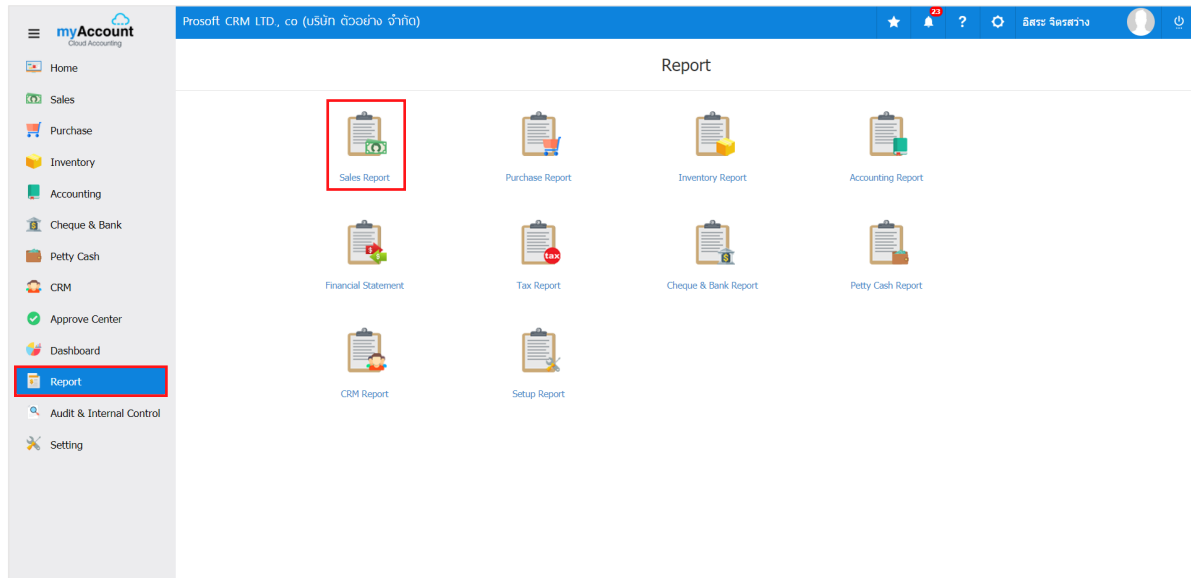 myAccount
Cloud Accounting
Prosoft CRM LTD., co (บริษัท ตัวอย่าง จำกัด)
23
?
อิสระ จิตรสว่าง
Home
Sales
Purchase
Inventory
Accounting
Cheque & Bank
Petty Cash
CRM
Approve Center
Dashboard
Report
Audit & Internal Control
Setting
Report
Sales Report
Purchase Report
Inventory Report
Accounting Report
tax
Financial Statement
Tax Report
Cheque & Bank Report
Petty Cash Report
CRM Report
Setup Report